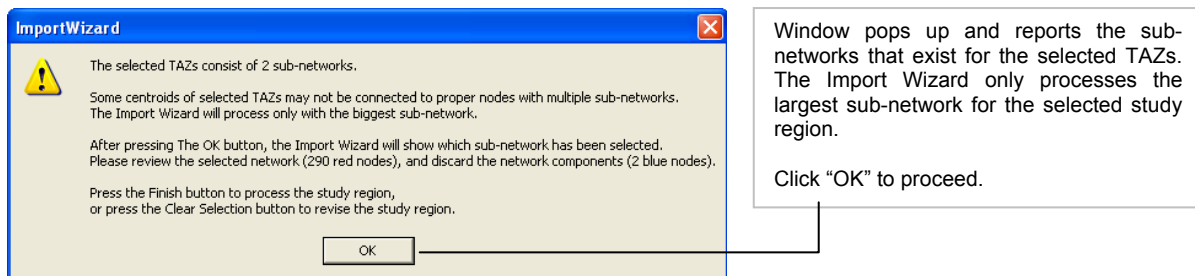 ImportWizard
The selected TAZs consist of 2 sub-networks.
Some centroids of selected TAZs may not be connected to proper nodes with multiple sub-networks.
The Import Wizard will process only with the biggest sub-network.
After pressing The OK button, the Import Wizard will show which sub-network has been selected.
Please review the selected network (290 red nodes), and discard the network components (2 blue nodes).
Press the Finish button to process the study region,
or press the Clear Selection button to revise the study region.
OK
Window pops up and reports the sub-
networks that exist for the selected TAZs.
The Import Wizard only processes the
largest sub-network for the selected study
region.
Click “OK” to proceed.